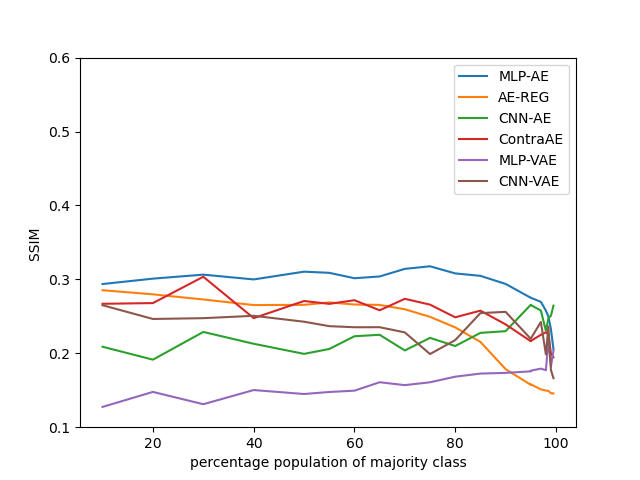 0.6
0.5
0.4
0.3
0.2
0.1
SSIM
MLP-AE
AE-REG
CNN-AE
ContraAE
MLP-VAE
CNN-VAE
20
40
60
80
100
percentage population of majority class